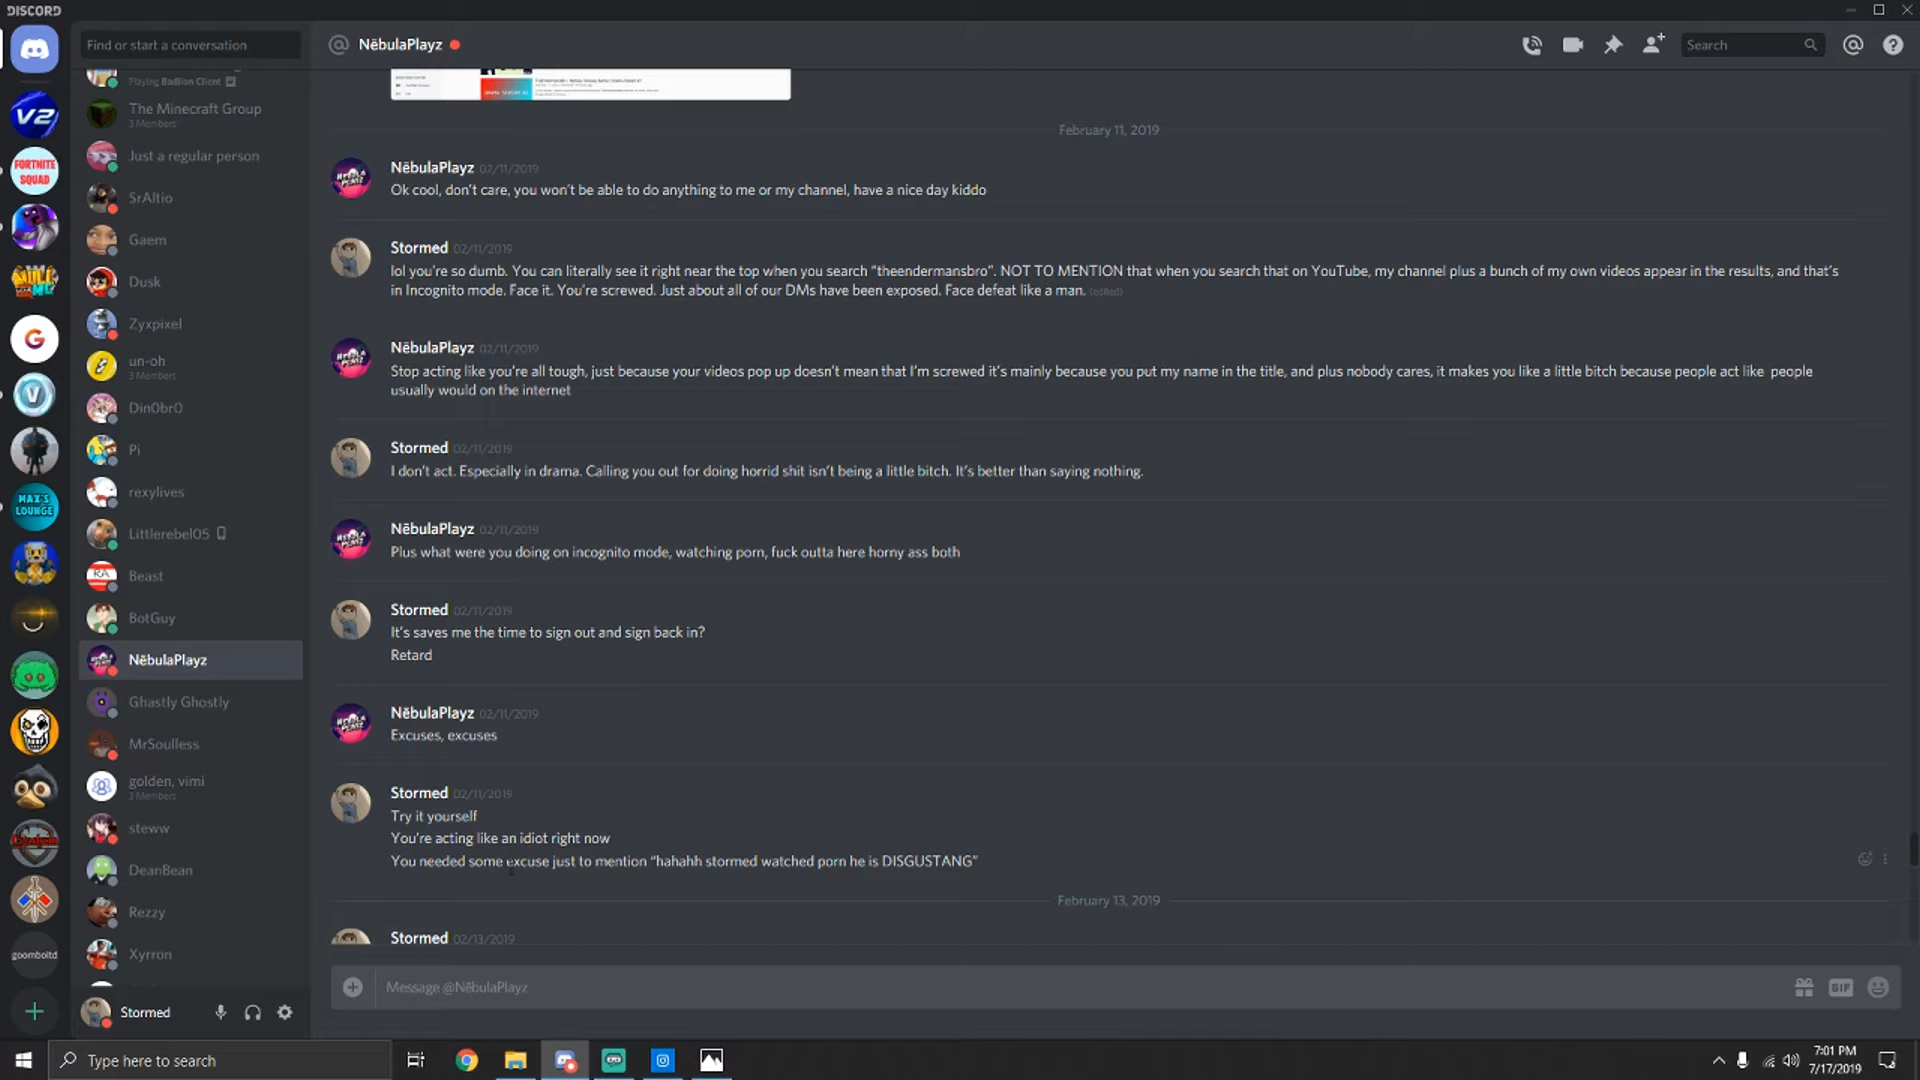 DISCORD
Find or start a conversation
NēbulaPlayz
Search
Playing Badlion Client
The Minecraft Group
3 Members
Just a regular person
SrAltio
Gaem
Dusk
Zyxpixel
un-oh
3 Members
Din0br0
Pi
rexylives
Littlerebel05
Beast
BotGuy
NēbulaPlayz
Ghastly Ghostly
MrSoulless
golden, vimi
3 Members
steww
DeanBean
Rezzy
Xyrron
Stormed
V2
FORTNITE
SQUAD
G
V
MAX'S
LOUNGE
goomboltd
February 11, 2019
NēbulaPlayz 02/11/2019
Ok cool, don't care, you won't be able to do anything to me or my channel, have a nice day kiddo
Stormed 02/11/2019
lol you're so dumb. You can literally see it right near the top when you search "theendermansbro". NOT TO MENTION that when you search that on YouTube, my channel plus a bunch of my own videos appear in the results, and that's
in Incognito mode. Face it. You're screwed. Just about all of our DMs have been exposed. Face defeat like a man. (edited)
NēbulaPlayz 02/11/2019
Stop acting like you're all tough, just because your videos pop up doesn't mean that I'm screwed it's mainly because you put my name in the title, and plus nobody cares, it makes you like a little bitch because people act like people
usually would on the internet
Stormed 02/11/2019
I don't act. Especially in drama. Calling you out for doing horrid shit isn't being a little bitch. It's better than saying nothing.
NēbulaPlayz 02/11/2019
Plus what were you doing on incognito mode, watching porn, fuck outta here horny ass both
Stormed 02/11/2019
It's saves me the time to sign out and sign back in?
Retard
NēbulaPlayz 02/11/2019
Excuses, excuses
Stormed 02/11/2019
Try it yourself
You're acting like an idiot right now
You needed some excuse just to mention "hahahh stormed watched porn he is DISGUSTANG"
February 13, 2019
Stormed 02/13/2019
Message @NēbulaPlayz
GIF
Type here to search
7:01 PM
7/17/2019